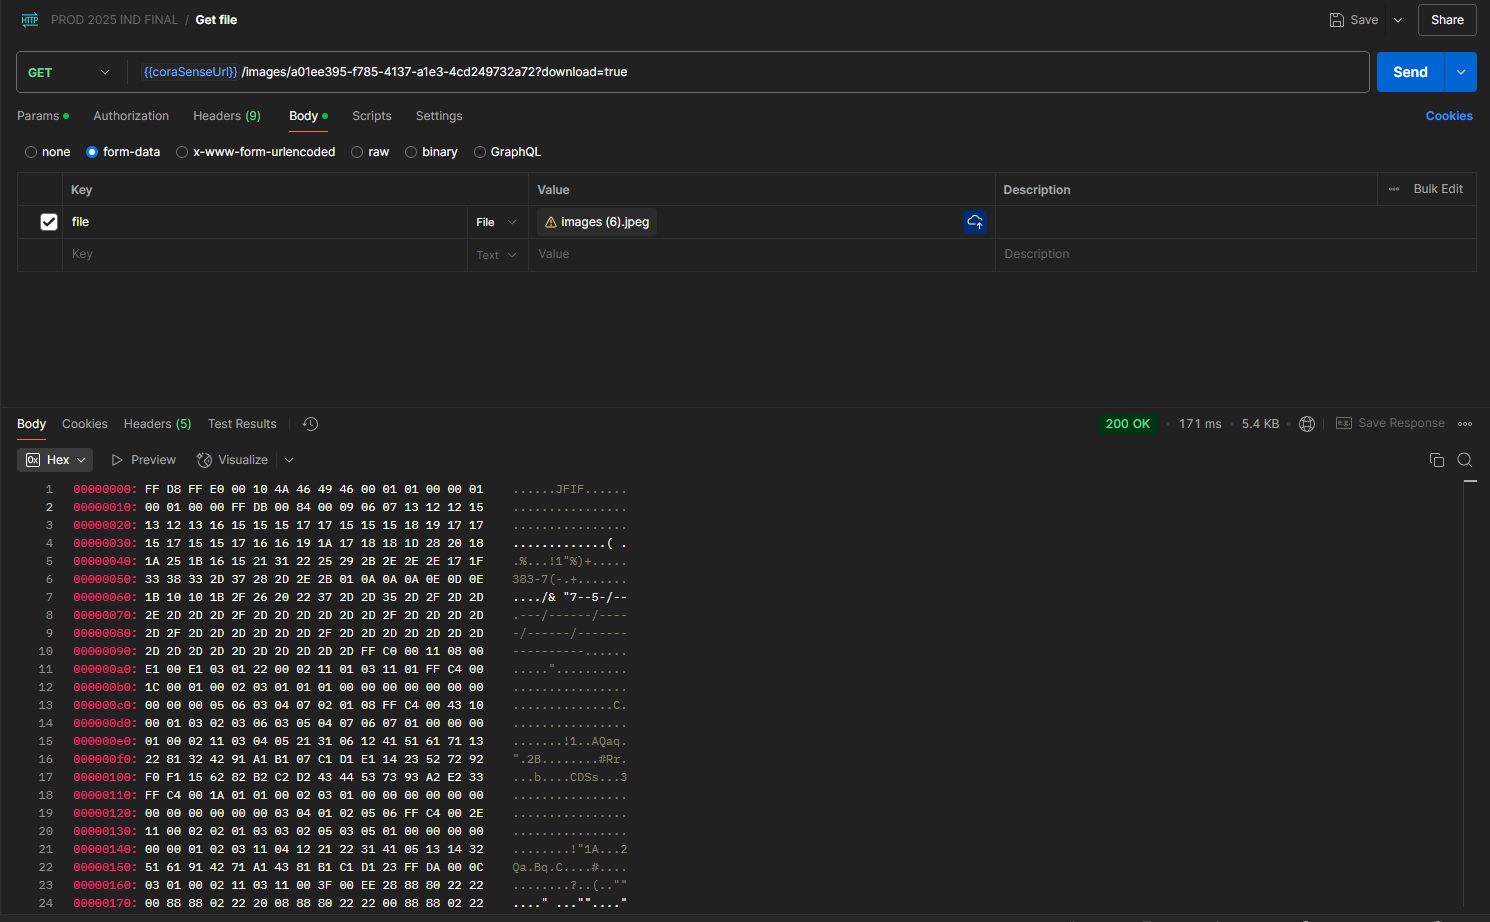 HTTP PROD 2025 IND FINAL / Get file Save Share
GET {{coraSenseUrl}} /images/a01ee395-f785-4137-a1e3-4cd249732a72?download=true Send
Params Authorization Headers (9) Body Scripts Settings Cookies
none form-data x-www-form-urlencoded raw binary GraphQL
Key Value Description Bulk Edit
file File images (6).jpeg
Key Text Value Description
Body Cookies Headers (5) Test Results 200 OK 171 ms 5.4 KB e.g. Save Response
0x Hex Preview Visualize
1 00000000: FF D8 FF E0 00 10 4A 46 49 46 00 01 01 00 00 01 ......JFIF......
2 00000010: 00 01 00 00 FF DB 00 84 00 09 06 07 13 12 12 15 ................
3 00000020: 13 12 13 16 15 15 15 17 17 15 15 15 18 19 17 17 ................
4 00000030: 15 17 15 15 17 16 16 19 1A 17 18 18 1D 28 20 18 .............( .
5 00000040: 1A 25 1B 16 15 21 31 22 25 29 2B 2E 2E 2E 17 1F .%...!1"%)+.....
6 00000050: 33 38 33 2D 37 28 2D 2E 2B 01 0A 0A 0A 0E 0D 0E 383-7(-.+.......
7 00000060: 1B 10 10 1B 2F 26 20 22 37 2D 2D 35 2D 2F 2D 2D ..../& "7--5-/--
8 00000070: 2E 2D 2D 2D 2F 2D 2D 2D 2D 2D 2D 2F 2D 2D 2D 2D .---/------/----
9 00000080: 2D 2F 2D 2D 2D 2D 2D 2D 2F 2D 2D 2D 2D 2D 2D 2D -/------/-------
10 00000090: 2D 2D 2D 2D 2D 2D 2D 2D 2D 2D FF C0 00 11 08 00 ----------......
11 000000a0: E1 00 E1 03 01 22 00 02 11 01 03 11 01 FF C4 00 ....."..........
12 000000b0: 1C 00 01 00 02 03 01 01 01 00 00 00 00 00 00 00 ................
13 000000c0: 00 00 00 05 06 03 04 07 02 01 08 FF C4 00 43 10 ..............C.
14 000000d0: 00 01 03 02 03 06 03 05 04 07 06 07 01 00 00 00 ................
15 000000e0: 01 00 02 11 03 04 05 21 31 06 12 41 51 61 71 13 .......!1..AQaq.
16 000000f0: 22 81 32 42 91 A1 B1 07 C1 D1 E1 14 23 52 72 92 ".2B........#Rr.
17 00000100: F0 F1 15 62 82 B2 C2 D2 43 44 53 73 93 A2 E2 33 ...b....CDSs...3
18 00000110: FF C4 00 1A 01 01 00 02 03 01 00 00 00 00 00 00 ................
19 00000120: 00 00 00 00 00 00 03 04 01 02 05 06 FF C4 00 2E ................
20 00000130: 11 00 02 02 01 03 03 02 05 03 05 01 00 00 00 00 ................
21 00000140: 00 00 01 02 03 11 04 12 21 22 31 41 05 13 14 32 ........!"1A...2
22 00000150: 51 61 91 42 71 A1 43 81 B1 C1 D1 23 FF DA 00 0C Qa.Bq.C....#....
23 00000160: 03 01 00 02 11 03 11 00 3F 00 EE 28 88 80 22 22 ........?..(..""
24 00000170: 00 88 88 02 22 20 08 88 80 22 22 00 88 88 02 22 ...." ...""...."